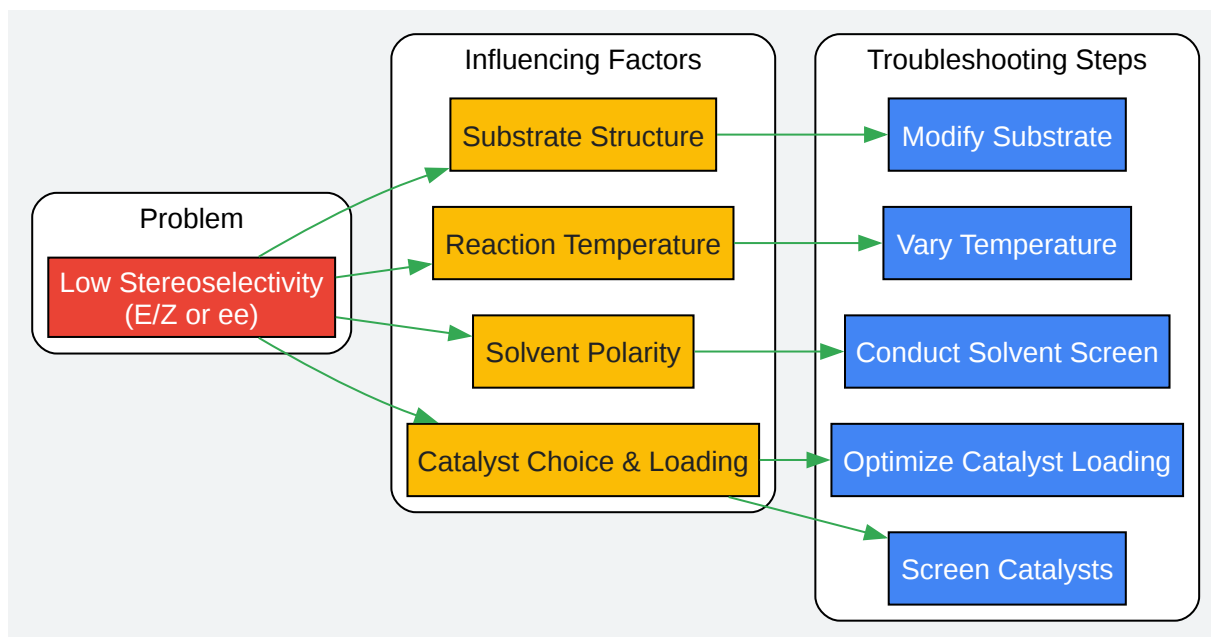 Problem
Low Stereoselectivity
(E/Z or ee)
Influencing Factors
Substrate Structure
Reaction Temperature
Solvent Polarity
Catalyst Choice & Loading
Troubleshooting Steps
Modify Substrate
Vary Temperature
Conduct Solvent Screen
Optimize Catalyst Loading
Screen Catalysts